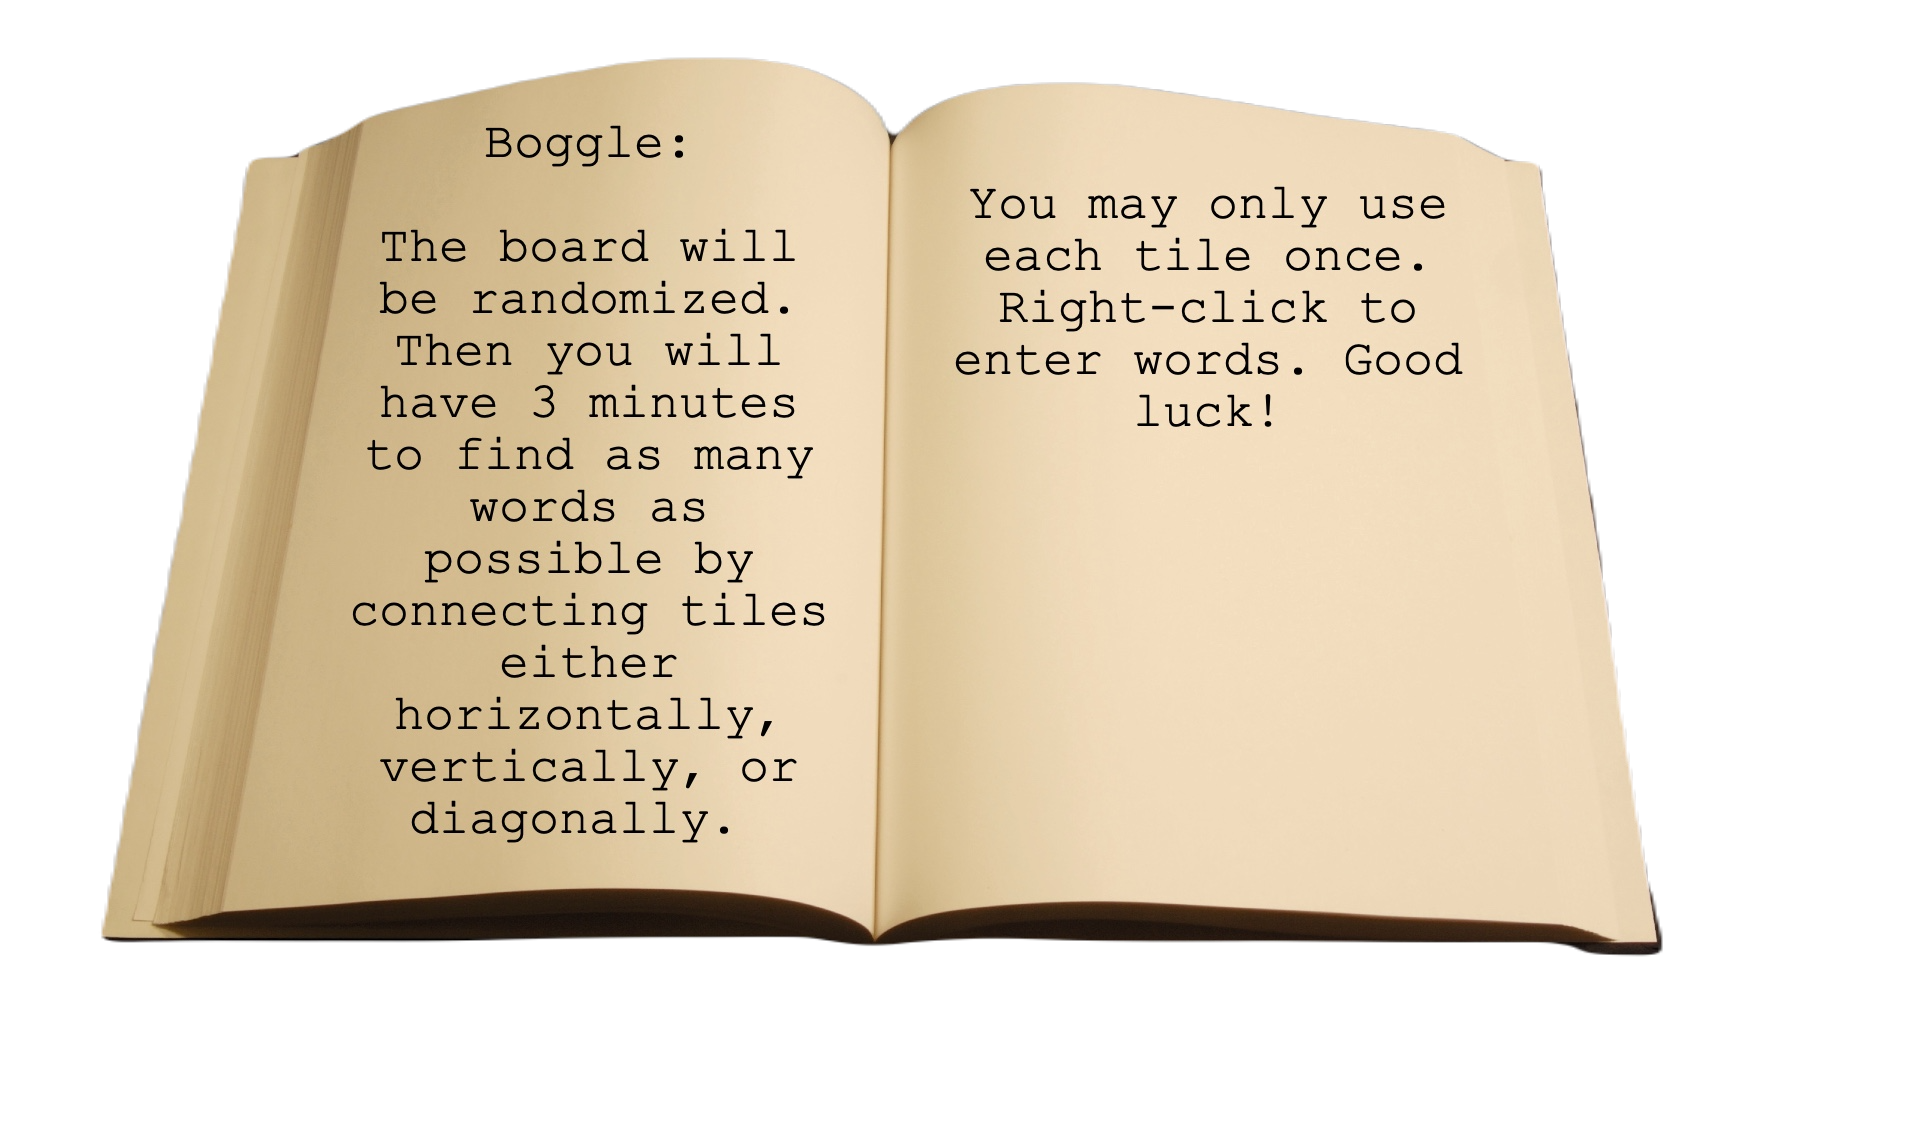 Boggle:
The board will
be randomized.
Then you will
have 3 minutes
to find as many
words as
possible by
connecting tiles
either
horizontally,
vertically, or
diagonally.
You may only use
each tile once.
Right-click to
enter words. Good
luck!